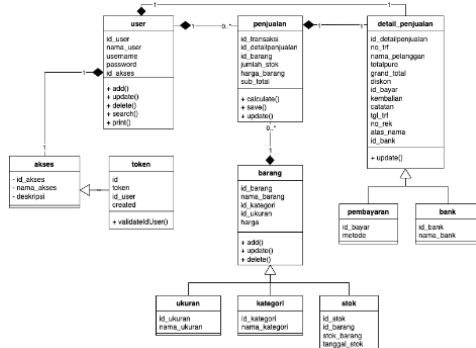 user
id_user
nama_user
username
password
id_akses
+ add()
+ update()
+ delete()
+ search()
+ print()
penjualan
id_transaksi
id_detailpenjualan
id_barang
jumlah_stok
harga_barang
sub_total
+ calculate()
+ save()
+ update()
detail_penjualan
id_detailpenjualan
no_trf
nama_pelanggan
totalpure
grand_total
diskon
id_bayar
kembalian
catatan
tgl_trf
no_rek
atas_nama
id_bank
+ update()
1
1
1
0..*
1
1
1
0..*
1
akses
- id_akses
- nama_akses
- deskripsi
token
id
token
id_user
created
+ validateIdUser()
barang
id_barang
nama_barang
id_kategori
id_ukuran
harga
+ add()
+ update()
+ delete()
pembayaran
id_bayar
metode
bank
id_bank
nama_bank
ukuran
id_ukuran
nama_ukuran
kategori
id_kategori
nama_kategori
stok
id_stok
id_barang
stok_barang
tanggal_stok